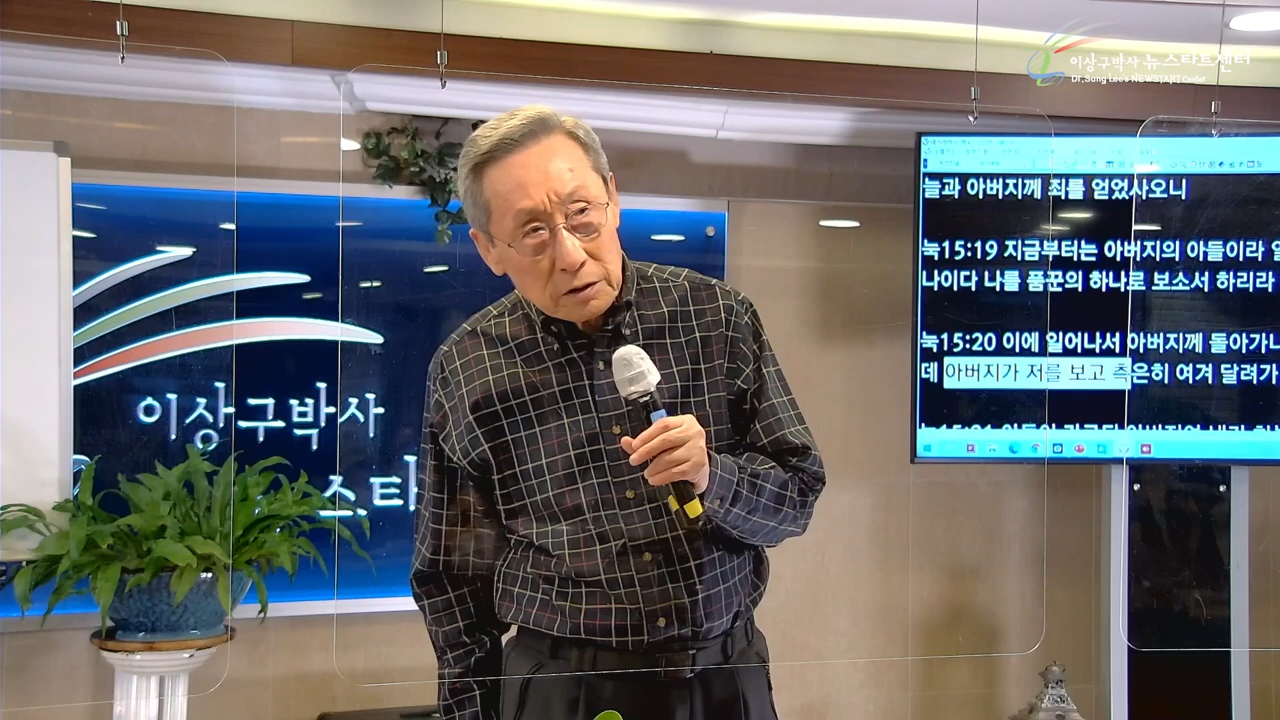 이상구박사 뉴스타트센터
Dr. Sang Lee's NEWSTART Center
이상구박사
스타
늘과 아버지께 죄를 얻었사오니
눅15:19 지금부터는 아버지의 아들이라
나이다 나를 품꾼의 하나로 보소서 하리라
눅15:20 이에 일어나서 아버지께 돌아가니
데 아버지가 저를 보고 측은히 여겨 달려가